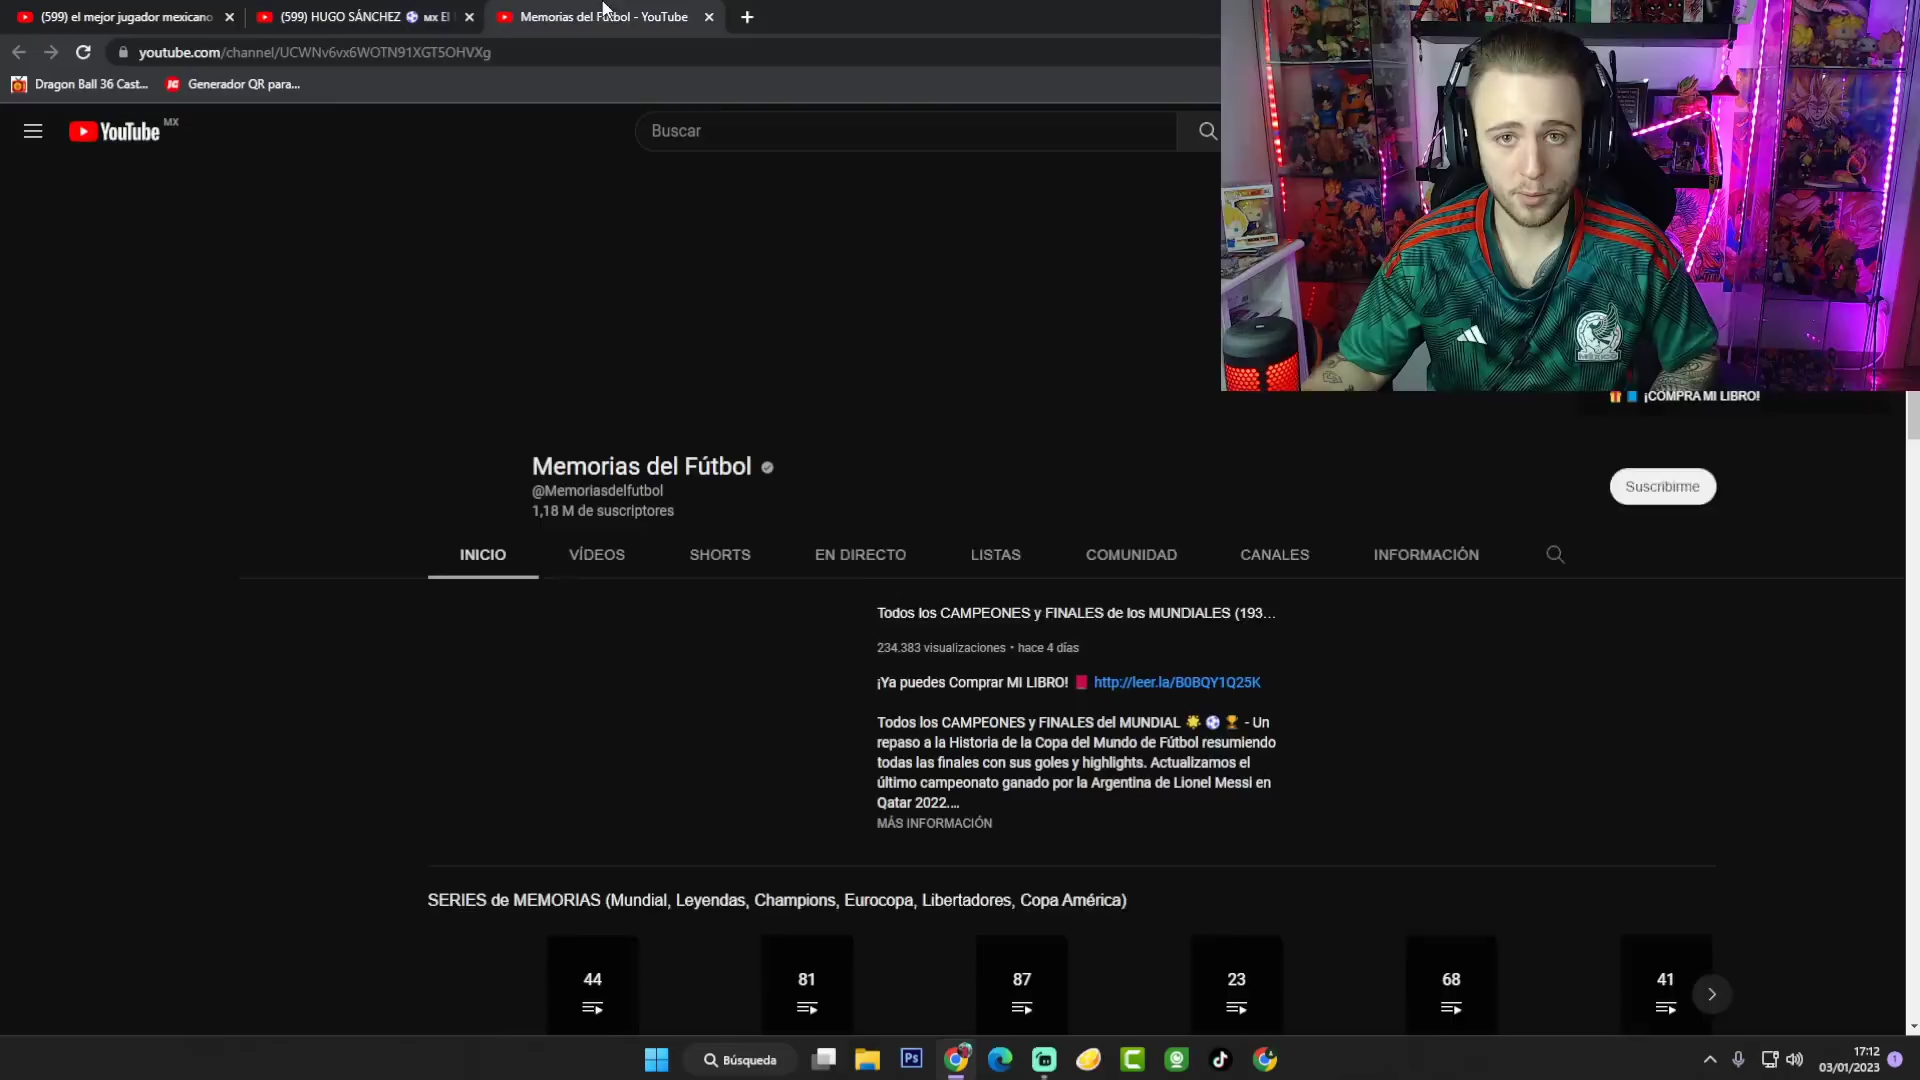 (599) el mejor jugador mexicano
(599) HUGO SÁNCHEZ ⚽ MX El
Memorias del Fútbol - YouTube
youtube.com/channel/UCWNv6vx6WOTN91XGT5OHVXg
Dragon Ball 36 Cast...
Generador QR para...
YouTube MX
Buscar
MEXICO
🎁 📘 ¡COMPRA MI LIBRO!
Memorias del Fútbol
@Memoriasdelfutbol
1,18 M de suscriptores
Suscribirme
INICIO VÍDEOS SHORTS EN DIRECTO LISTAS COMUNIDAD CANALES INFORMACIÓN
Todos los CAMPEONES y FINALES de los MUNDIALES (193...
234.383 visualizaciones • hace 4 días
¡Ya puedes Comprar MI LIBRO! 📕 http://leer.la/B0BQY1Q25K
Todos los CAMPEONES y FINALES del MUNDIAL 🌟 ⚽ 🏆 - Un
repaso a la Historia de la Copa del Mundo de Fútbol resumiendo
todas las finales con sus goles y highlights. Actualizamos el
último campeonato ganado por la Argentina de Lionel Messi en
Qatar 2022....
MÁS INFORMACIÓN
SERIES de MEMORIAS (Mundial, Leyendas, Champions, Eurocopa, Libertadores, Copa América)
44 81 87 23 68 41
Búsqueda
Ps
17:12
03/01/2023
1